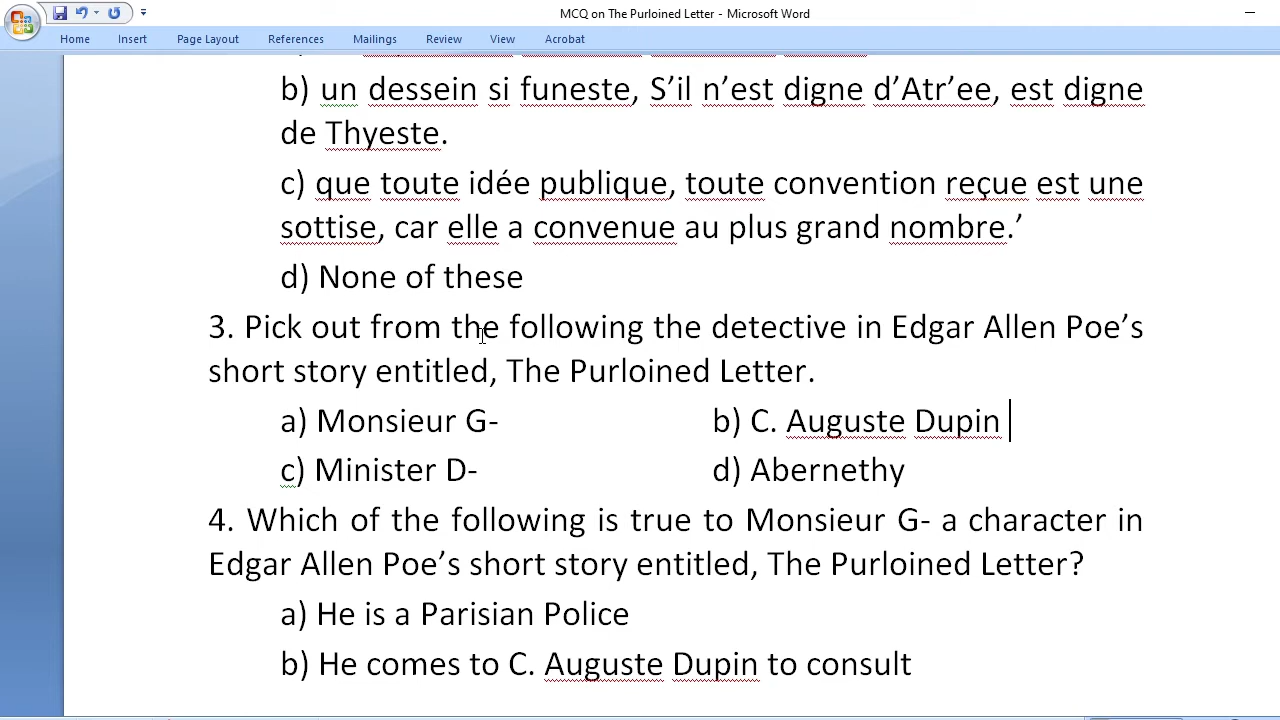 MCQ on The Purloined Letter - Microsoft Word
Home Insert Page Layout References Mailings Review View Acrobat
b) un dessein si funeste, S’il n’est digne d’Atr’ee, est digne
de Thyeste.
c) que toute idée publique, toute convention reçue est une
sottise, car elle a convenue au plus grand nombre.’
d) None of these
3. Pick out from the following the detective in Edgar Allen Poe’s
short story entitled, The Purloined Letter.
a) Monsieur G- b) C. Auguste Dupin
c) Minister D- d) Abernethy
4. Which of the following is true to Monsieur G- a character in
Edgar Allen Poe’s short story entitled, The Purloined Letter?
a) He is a Parisian Police
b) He comes to C. Auguste Dupin to consult